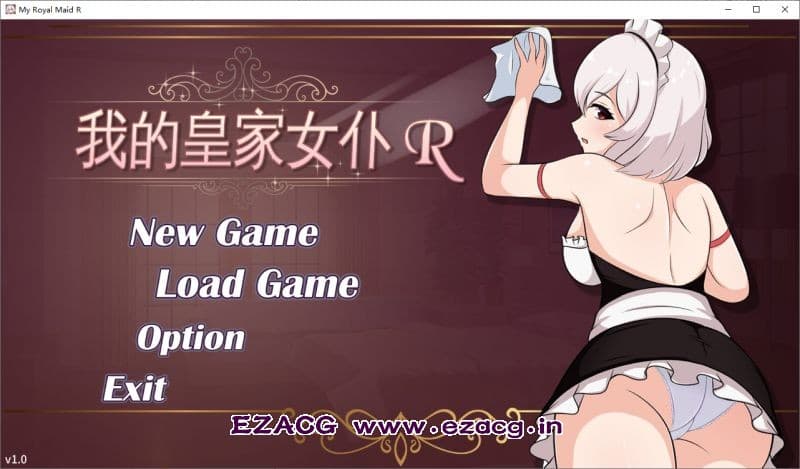 My Royal Maid R
我的皇家女仆 R
New Game
Load Game
Option
Exit
EZACG www.ezacg.in
v1.0